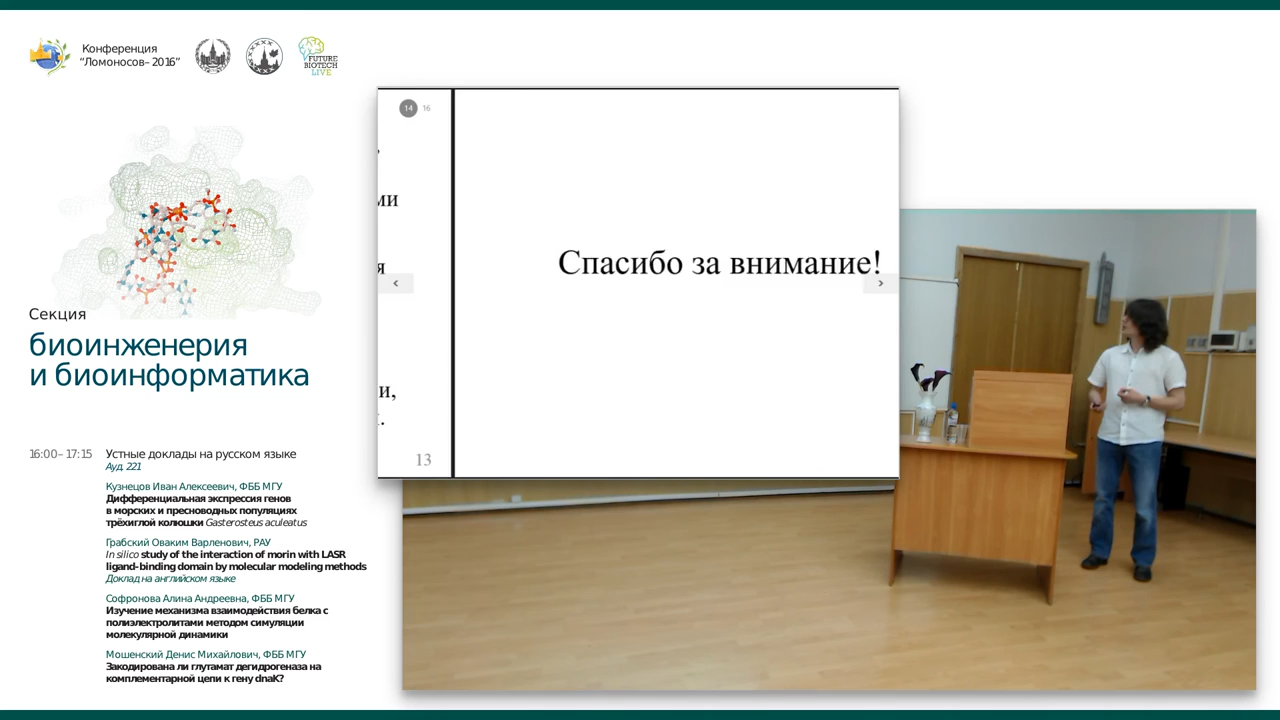 Конференция
“Ломоносов–2016”
FUTURE
BIOTECH
LIVE
14 16
ми
я
и,
13
Спасибо за внимание!
Секция
биоинженерия
и биоинформатика
16:00–17:15 Устные доклады на русском языке
Ауд. 221
Кузнецов Иван Алексеевич, ФББ МГУ
Дифференциальная экспрессия генов
в морских и пресноводных популяциях
трёхиглой колюшки Gasterosteus aculeatus
Грабский Оваким Варленович, РАУ
In silico study of the interaction of morin with LASR
ligand-binding domain by molecular modeling methods
Доклад на английском языке
Софронова Алина Андреевна, ФББ МГУ
Изучение механизма взаимодействия белка с
полиэлектролитами методом симуляции
молекулярной динамики
Мошенский Денис Михайлович, ФББ МГУ
Закодирована ли глутамат дегидрогеназа на
комплементарной цепи к гену dnaK?